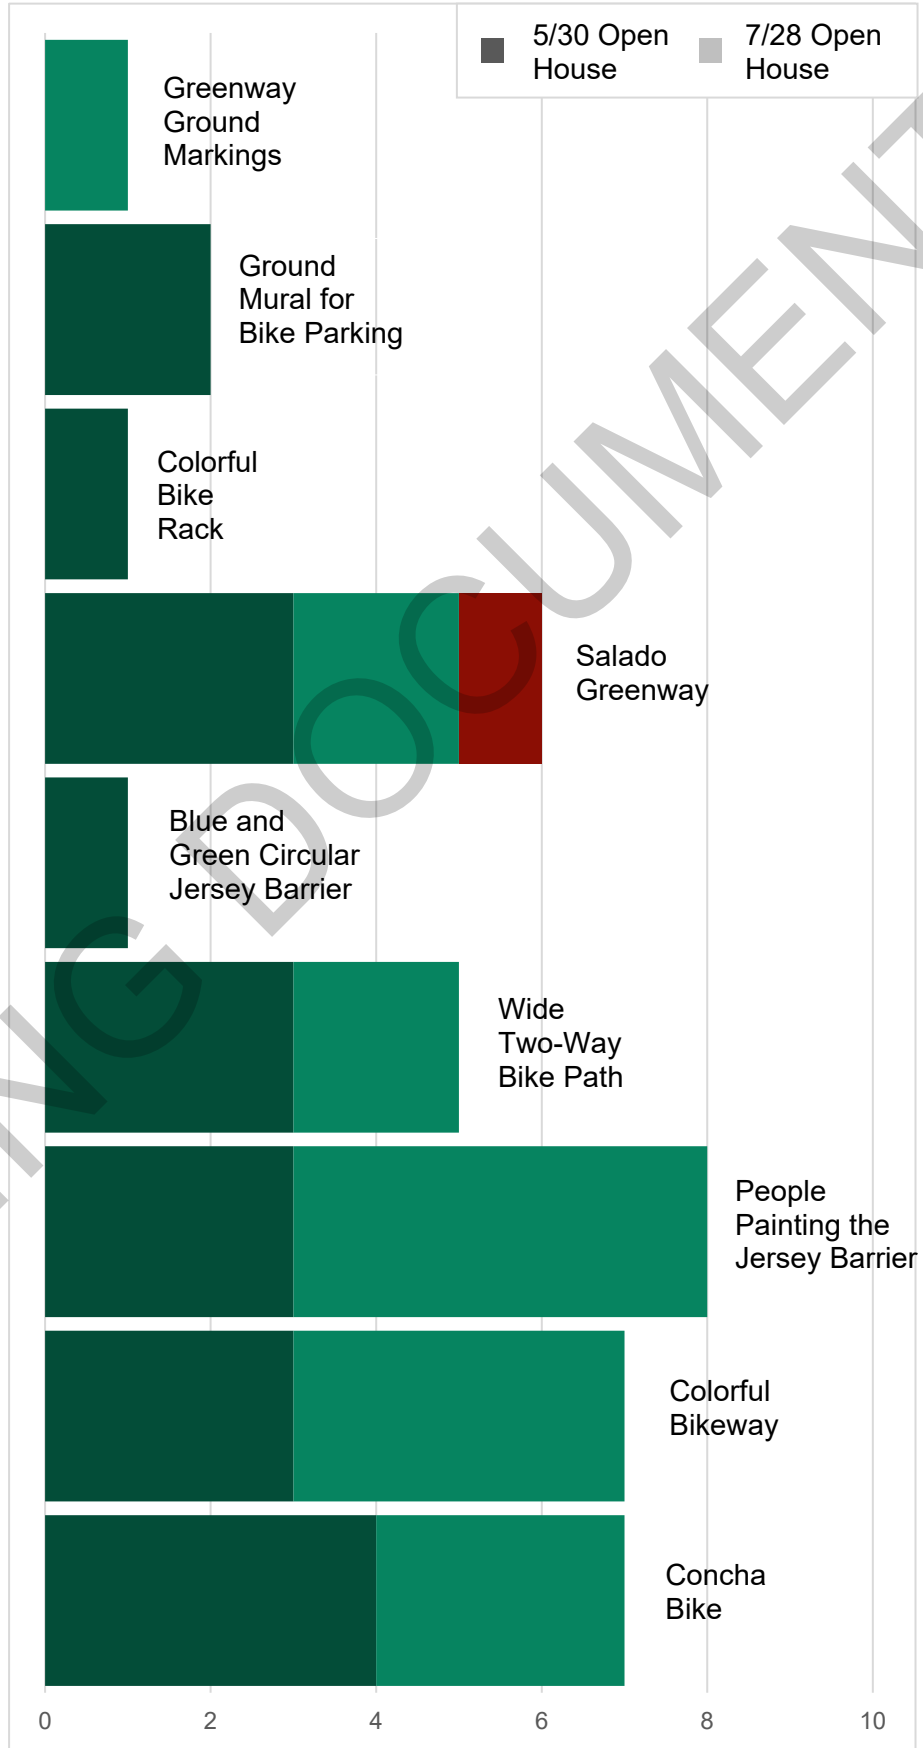 5/30 Open
House
7/28 Open
House
Greenway
Ground
Markings
Ground
Mural for
Bike Parking
Colorful
Bike
Rack
Salado
Greenway
Blue and
Green Circular
Jersey Barrier
Wide
Two-Way
Bike Path
People
Painting the
Jersey Barrier
Colorful
Bikeway
Concha
Bike
0 2 4 6 8 10
ING DOCUMENT